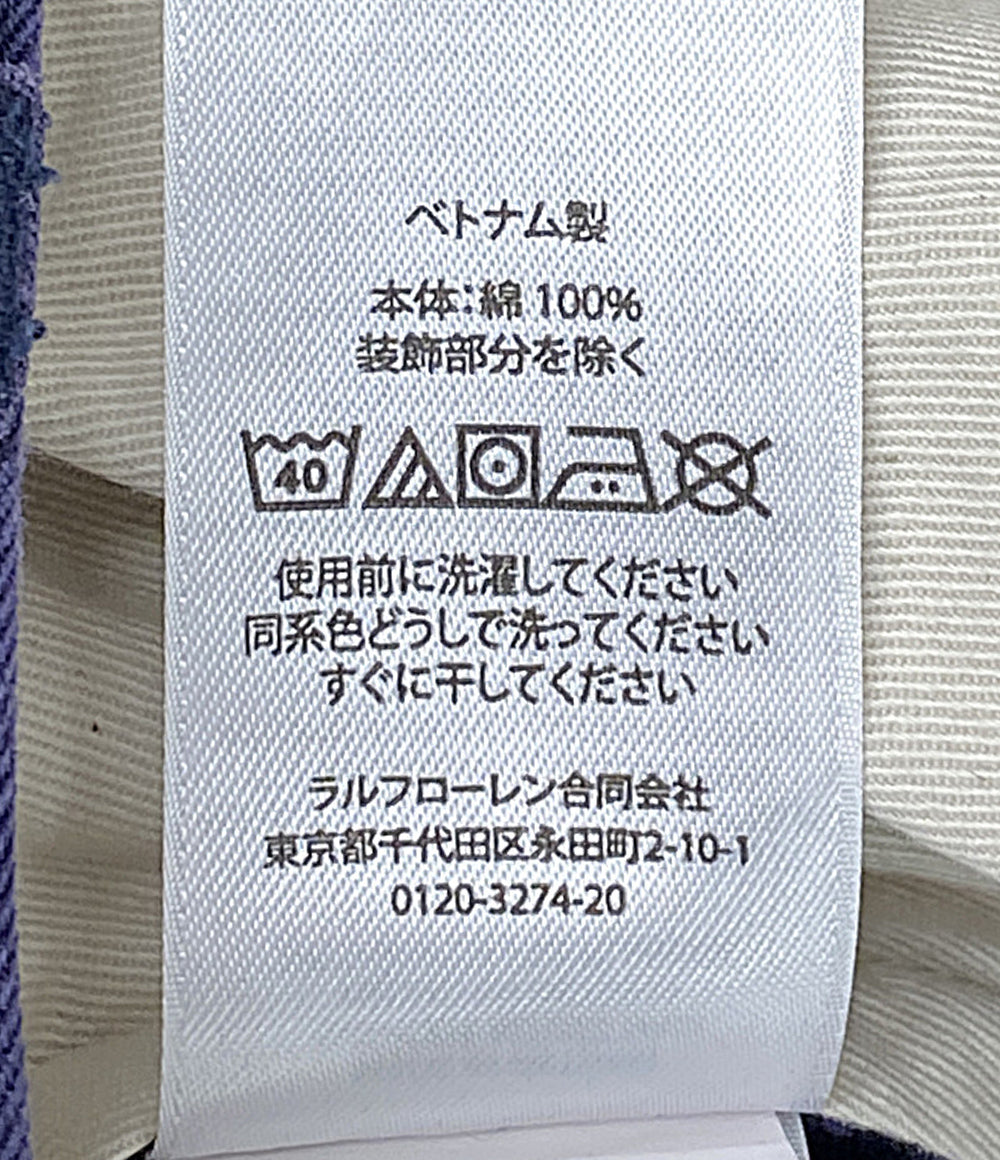 ベトナム製
本体:綿 100%
装飾部分を除く
40
使用前に洗濯してください
同系色どうしで洗ってください
すぐに干してください
ラルフローレン合同会社
東京都千代田区永田町2-10-1
0120-3274-20